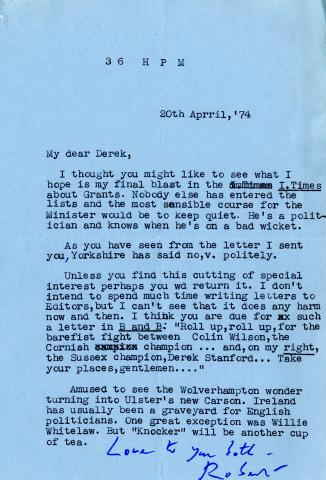 36 HPM
20th Aprril,'74
My dear Derek,
I thought you might like to see what I
hope is my final blast in the I.Times
about Grants. Nobody else has entered the
lists and the most sensible course for the
Minister would be to keep quiet. He's a polit-
ician and knows when he's on a bad wicket.
As you have seen from the letter I sent
you, Yorkshire has said no,v. politely.
Unless you find this cutting of special
interest perhaps you wd return it. I don't
intend to spend much time writing letters to
Editors,but I can't see that it does any harm
now and then. I think you are due for xx such
a letter in B and B: "Roll up,roll up,for the
barefist fight between Colin Wilson,the
Cornish champion ... and,on my right,
the Sussex champion,Derek Stanford... Take
your places,gentlemen...."
Amused to see the Wolverhampton wonder
turning into Ulster's new Carson. Ireland
has usually been a graveyard for English
politicians. One great exception was Willie
Whitelaw. But "Knocker" will be another cup
of tea.
Love to you both -
Robert